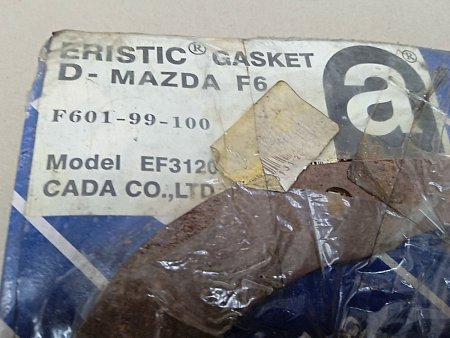 ERISTIC® GASKET
D- MAZDA F6
a®
F601-99-100
Model EF3120
CADA CO.,LTD